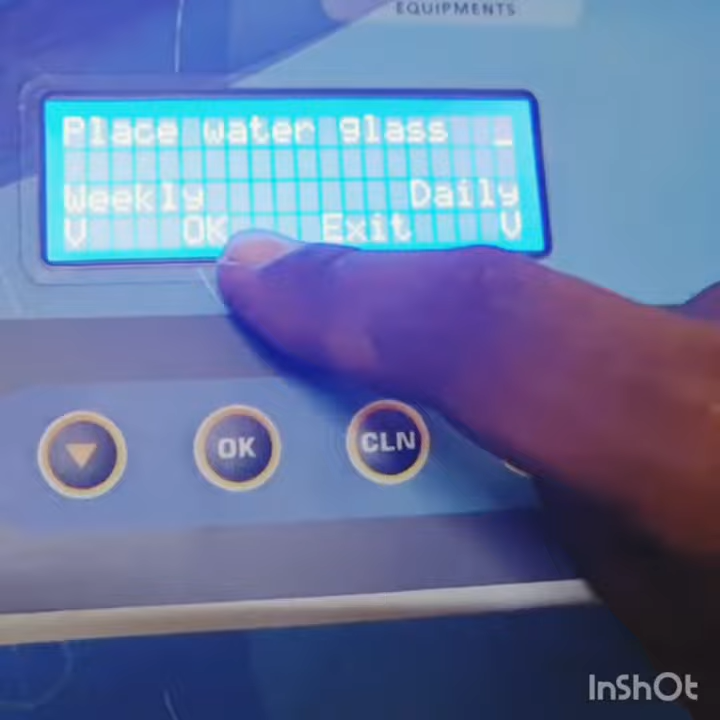 EQUIPMENTS
Place water glass _
Weekly Daily
V OK Exit V
OK CLN
InShOt